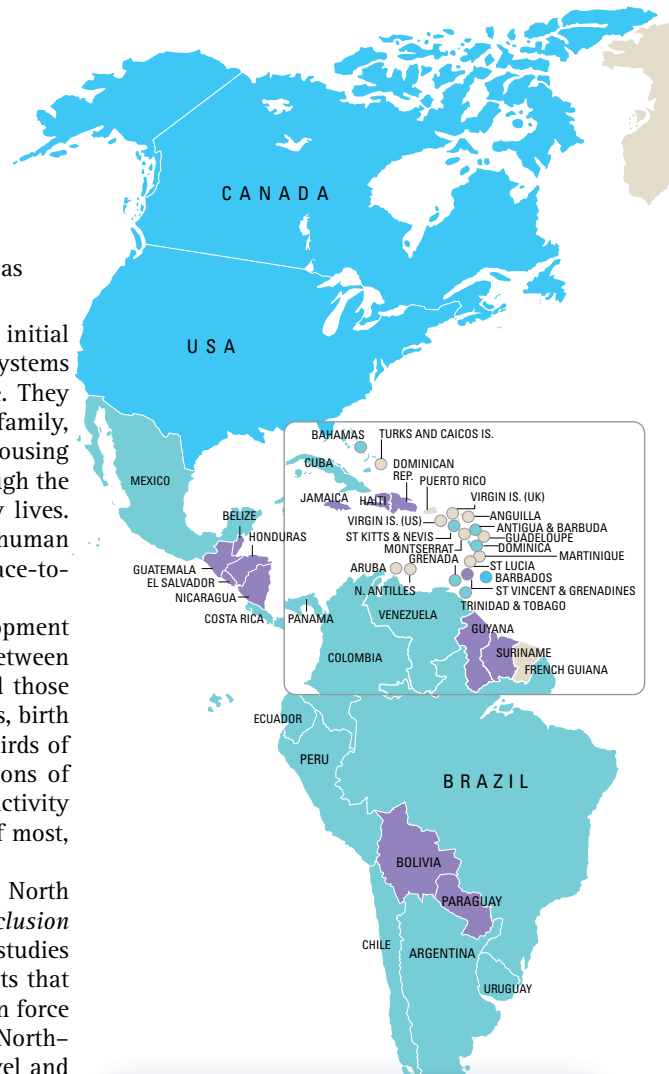 as
initial
ystems
. They
family,
ousing
gh the
lives.
human
ace-to-
opment
etween
those
s, birth
irds of
ons of
ctivity
f most,
North
clusion
studies
ts that
n force
North–
vel and
CANADA
USA
MEXICO
BAHAMAS
TURKS AND CAICOS IS.
CUBA
DOMINICAN
REP.
PUERTO RICO
JAMAICA
HAITI
VIRGIN IS. (UK)
VIRGIN IS. (US)
ANGUILLA
ST KITTS & NEVIS
ANTIGUA & BARBUDA
MONTSERRAT
GUADELOUPE
DOMINICA
GRENADA
MARTINIQUE
ARUBA
ST LUCIA
BARBADOS
N. ANTILLES
ST VINCENT & GRENADINES
TRINIDAD & TOBAGO
BELIZE
HONDURAS
GUATEMALA
EL SALVADOR
NICARAGUA
COSTA RICA
PANAMA
VENEZUELA
GUYANA
SURINAME
FRENCH GUIANA
COLOMBIA
ECUADOR
PERU
BRAZIL
BOLIVIA
PARAGUAY
CHILE
ARGENTINA
URUGUAY